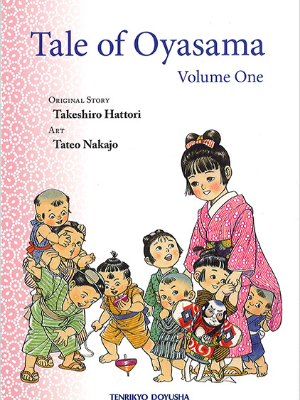 Tale of Oyasama
Volume One
Original Story
Takeshiro Hattori
Art
Tateo Nakajo
TENRIKYO DOYUSHA